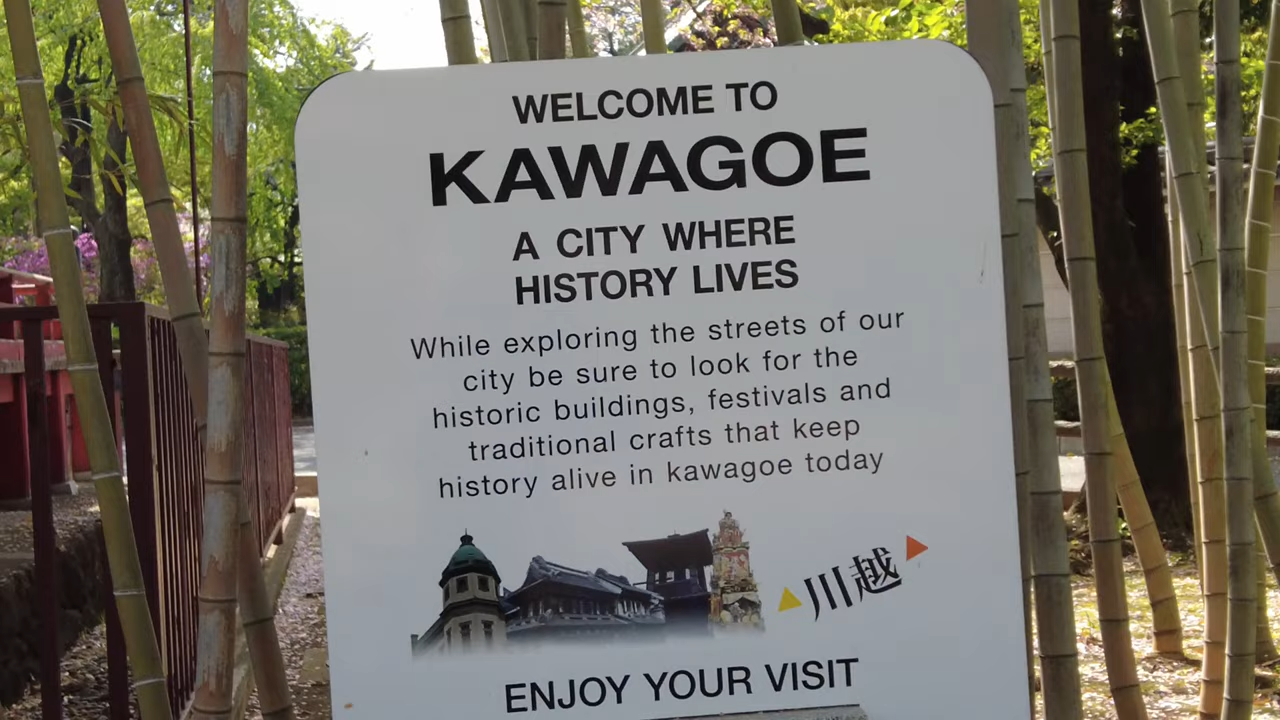 WELCOME TO
KAWAGOE
A CITY WHERE
HISTORY LIVES
While exploring the streets of our
city be sure to look for the
historic buildings, festivals and
traditional crafts that keep
history alive in kawagoe today
川越
ENJOY YOUR VISIT